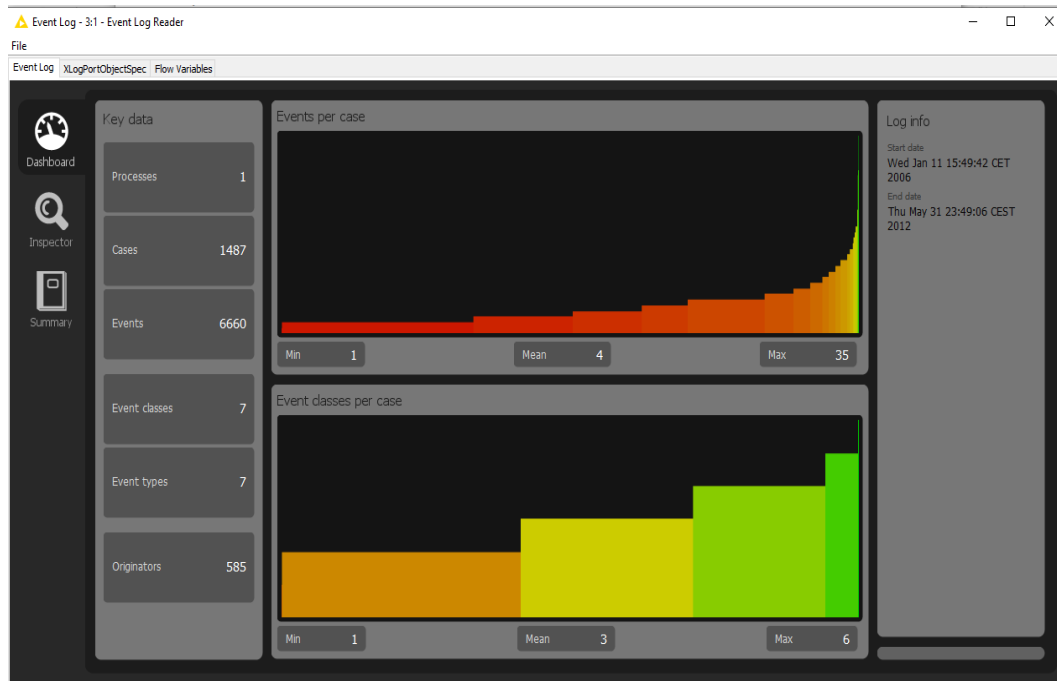 Event Log - 3:1 - Event Log Reader
File
Event Log XLogPortObjectSpec Flow Variables
Dashboard
Inspector
Summary
Key data
Processes 1
Cases 1487
Events 6660
Event classes 7
Event types 7
Originators 585
Events per case
Min 1 Mean 4 Max 35
Event classes per case
Min 1 Mean 3 Max 6
Log info
Start date
Wed Jan 11 15:49:42 CET
2006
End date
Thu May 31 23:49:06 CEST
2012